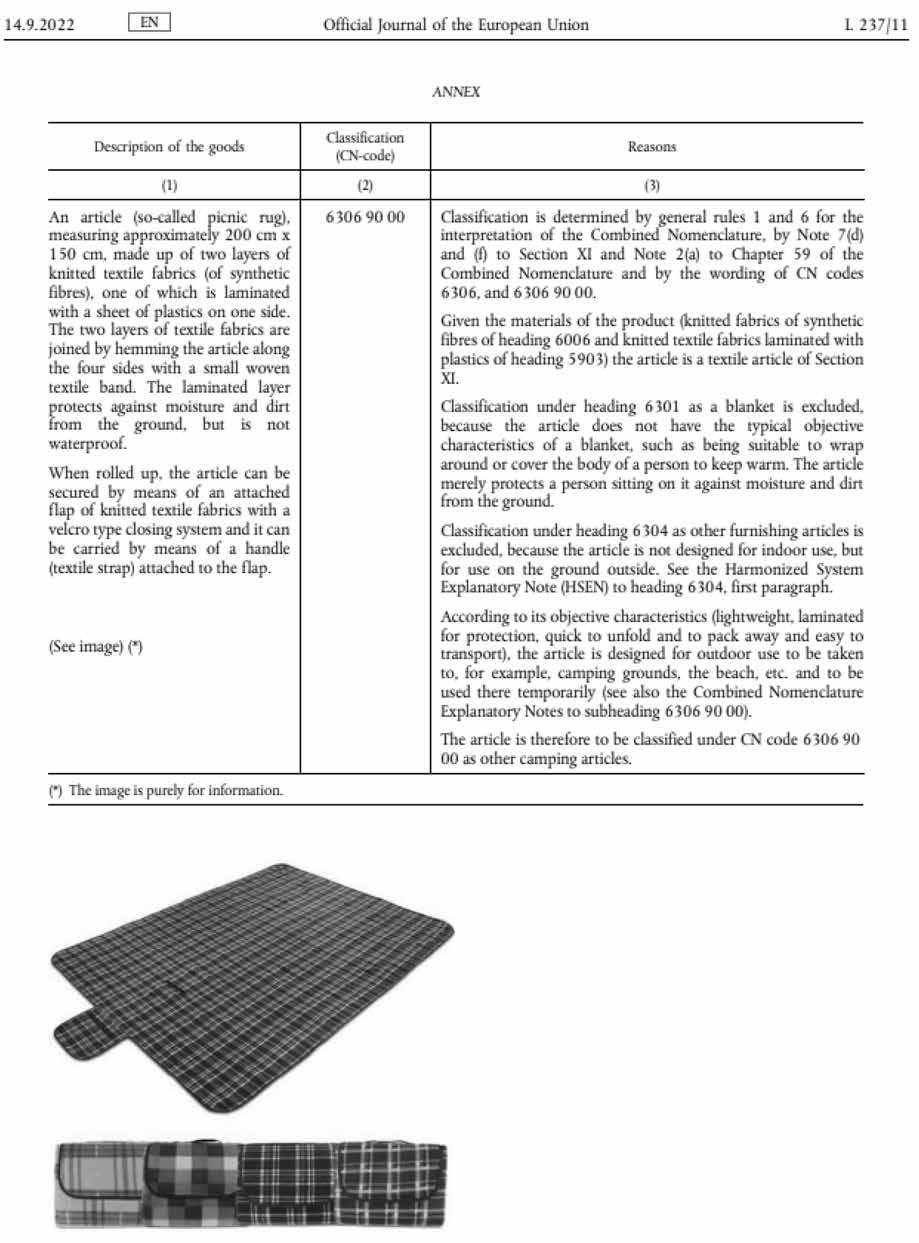 14.9.2022
EN
Official Journal of the European Union
L 237/11
ANNEX
Description of the goods
Classification
(CN-code)
Reasons
(1)
(2)
(3)
An article (so-called picnic rug),
measuring approximately 200 cm x
150 cm, made up of two layers of
knitted textile fabrics (of synthetic
fibres), one of which is laminated
with a sheet of plastics on one side.
The two layers of textile fabrics are
joined by hemming the article along
the four sides with a small woven
textile band. The laminated layer
protects against moisture and dirt
from the ground, but is not
waterproof.
When rolled up, the article can be
secured by means of an attached
flap of knitted textile fabrics with a
velcro type closing system and it can
be carried by means of a handle
(textile strap) attached to the flap.
(See image) (*)
6306 90 00
Classification is determined by general rules 1 and 6 for the
interpretation of the Combined Nomenclature, by Note 7(d)
and (f) to Section XI and Note 2(a) to Chapter 59 of the
Combined Nomenclature and by the wording of CN codes
6306, and 6306 90 00.
Given the materials of the product (knitted fabrics of synthetic
fibres of heading 6006 and knitted textile fabrics laminated with
plastics of heading 5903) the article is a textile article of Section
XI.
Classification under heading 6301 as a blanket is excluded,
because the article does not have the typical objective
characteristics of a blanket, such as being suitable to wrap
around or cover the body of a person to keep warm. The article
merely protects a person sitting on it against moisture and dirt
from the ground.
Classification under heading 6304 as other furnishing articles is
excluded, because the article is not designed for indoor use, but
for use on the ground outside. See the Harmonized System
Explanatory Note (HSEN) to heading 6304, first paragraph.
According to its objective characteristics (lightweight, laminated
for protection, quick to unfold and to pack away and easy to
transport), the article is designed for outdoor use to be taken
to, for example, camping grounds, the beach, etc. and to be
used there temporarily (see also the Combined Nomenclature
Explanatory Notes to subheading 6306 90 00).
The article is therefore to be classified under CN code 6306 90
00 as other camping articles.
(*) The image is purely for information.